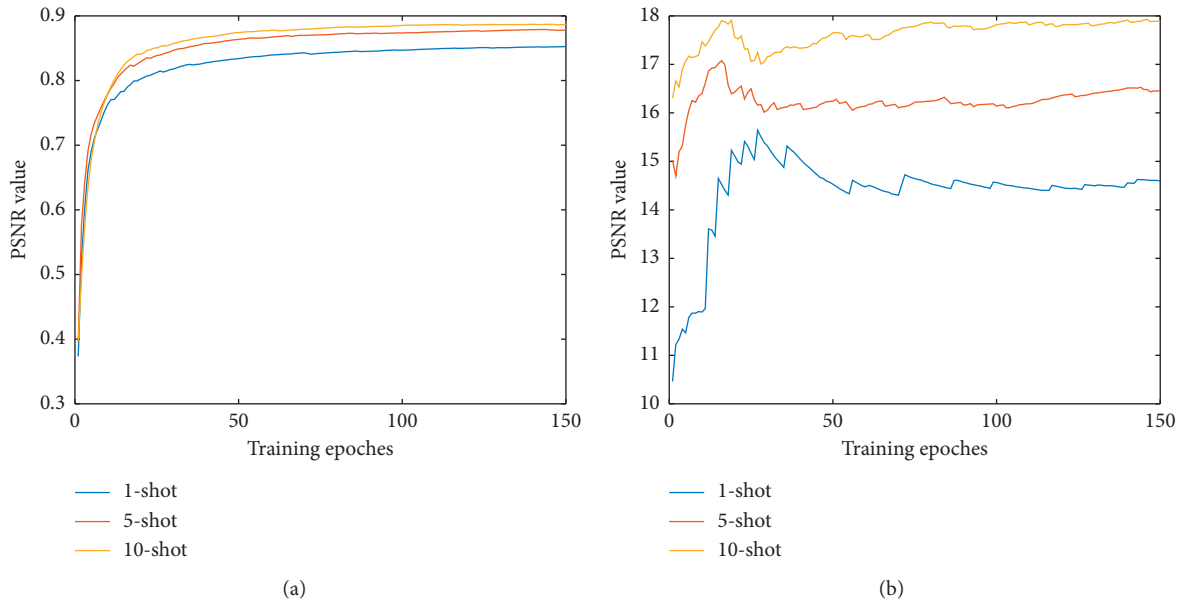 0.9
0.8
0.7
0.6
0.5
0.4
0.3
PSNR value
0 50 100 150
Training epoches
1-shot
5-shot
10-shot
(a)
18
17
16
15
14
13
12
11
10
PSNR value
0 50 100 150
Training epoches
1-shot
5-shot
10-shot
(b)